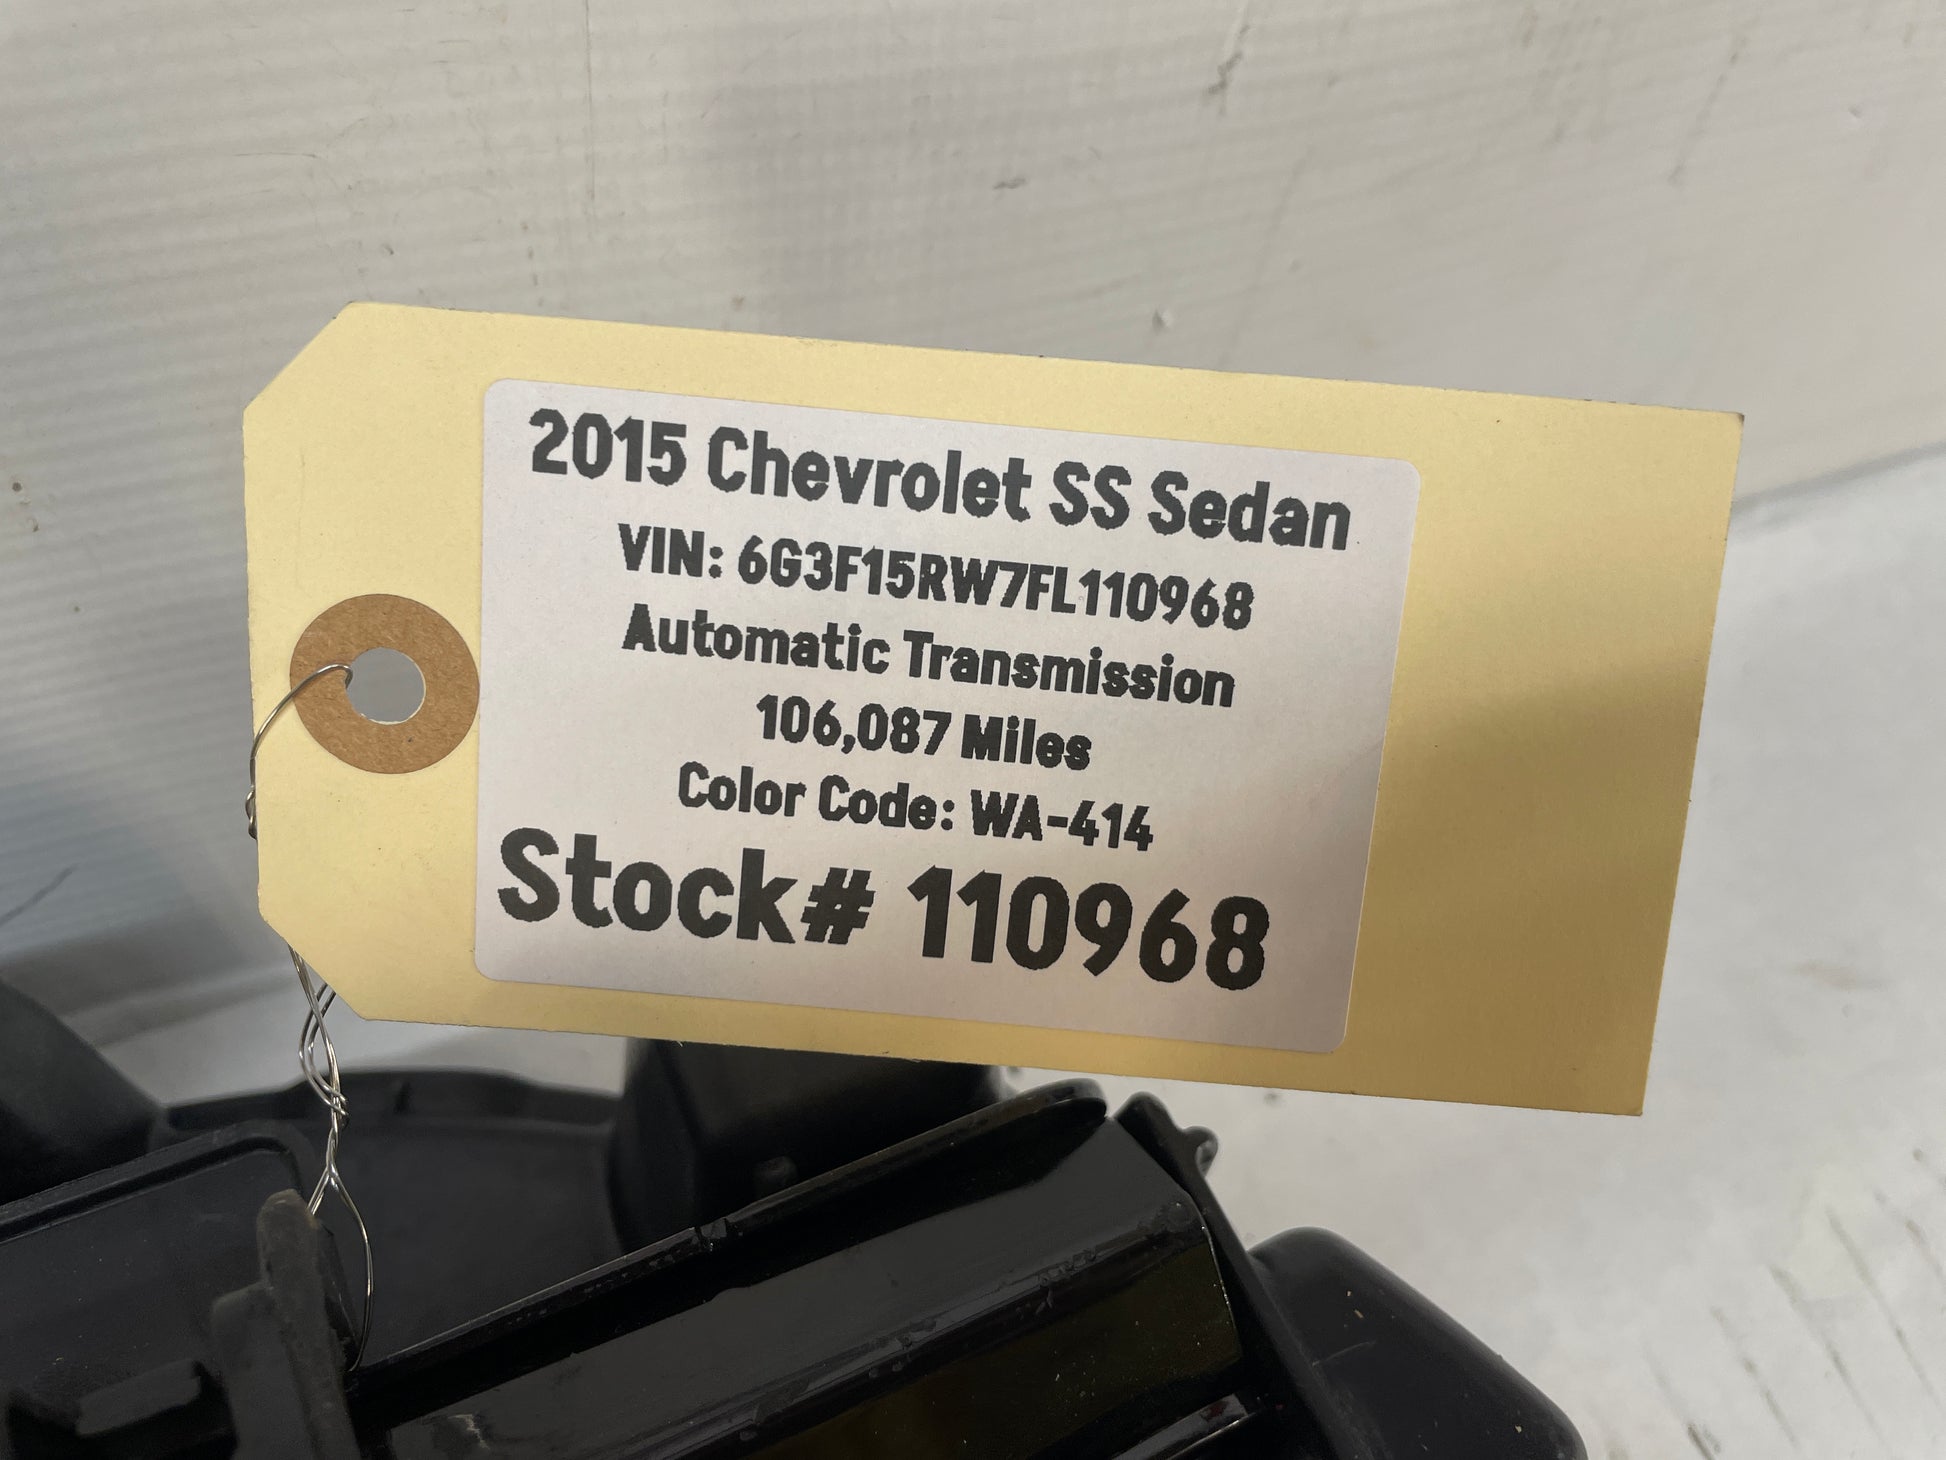 2015 Chevrolet SS Sedan
VIN: 6G3F15RW7FL110968
Automatic Transmission
106,087 Miles
Color Code: WA-414
Stock# 110968